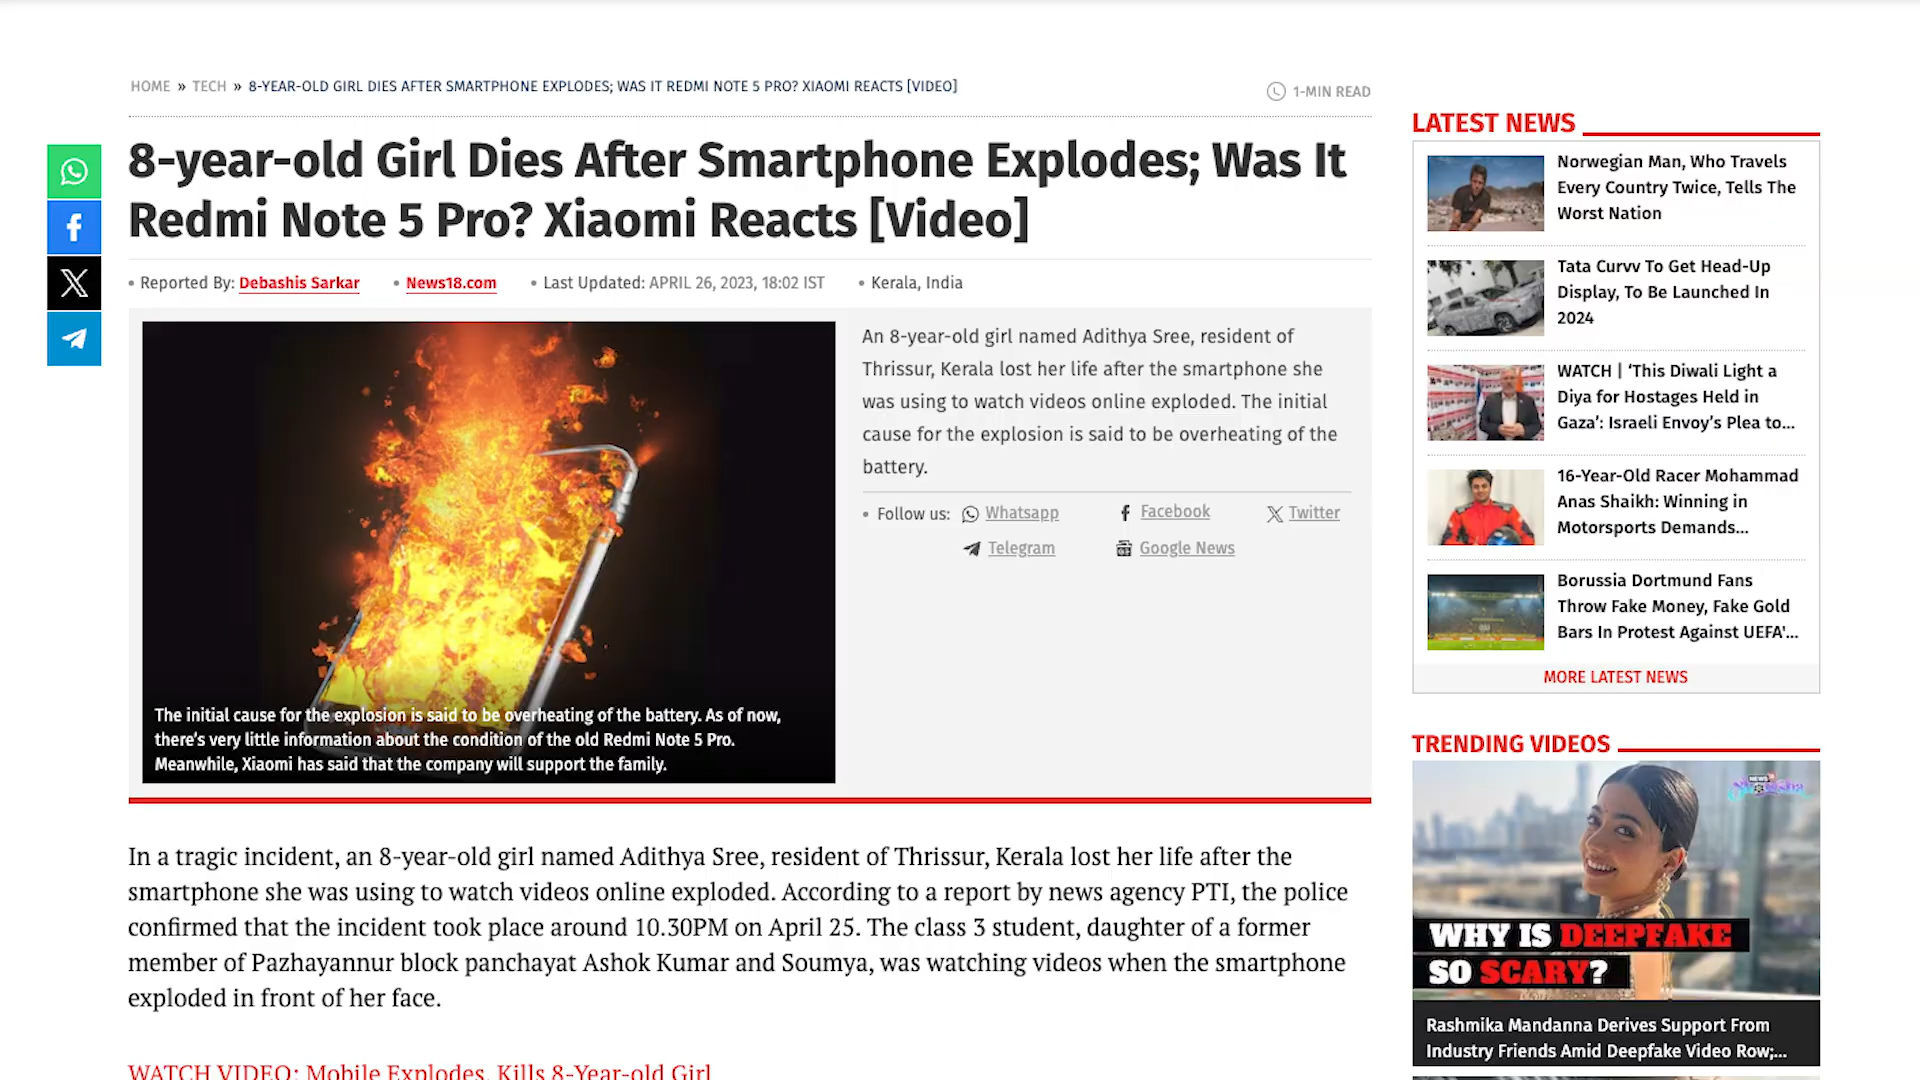 HOME » TECH » 8-YEAR-OLD GIRL DIES AFTER SMARTPHONE EXPLODES; WAS IT REDMI NOTE 5 PRO? XIAOMI REACTS [VIDEO]
1-MIN READ
8-year-old Girl Dies After Smartphone Explodes; Was It
Redmi Note 5 Pro? Xiaomi Reacts [Video]
• Reported By: Debashis Sarkar • News18.com • Last Updated: APRIL 26, 2023, 18:02 IST • Kerala, India
The initial cause for the explosion is said to be overheating of the battery. As of now,
there's very little information about the condition of the old Redmi Note 5 Pro.
Meanwhile, Xiaomi has said that the company will support the family.
An 8-year-old girl named Adithya Sree, resident of
Thrissur, Kerala lost her life after the smartphone she
was using to watch videos online exploded. The initial
cause for the explosion is said to be overheating of the
battery.
• Follow us: Whatsapp Facebook Twitter
Telegram Google News
In a tragic incident, an 8-year-old girl named Adithya Sree, resident of Thrissur, Kerala lost her life after the
smartphone she was using to watch videos online exploded. According to a report by news agency PTI, the police
confirmed that the incident took place around 10.30PM on April 25. The class 3 student, daughter of a former
member of Pazhayannur block panchayat Ashok Kumar and Soumya, was watching videos when the smartphone
exploded in front of her face.
WATCH VIDEO: Mobile Explodes, Kills 8-Year-old Girl
LATEST NEWS
Norwegian Man, Who Travels
Every Country Twice, Tells The
Worst Nation
Tata Curvv To Get Head-Up
Display, To Be Launched In
2024
WATCH | ‘This Diwali Light a
Diya for Hostages Held in
Gaza’: Israeli Envoy’s Plea to...
16-Year-Old Racer Mohammad
Anas Shaikh: Winning in
Motorsports Demands...
Borussia Dortmund Fans
Throw Fake Money, Fake Gold
Bars In Protest Against UEFA'...
MORE LATEST NEWS
TRENDING VIDEOS
WHY IS DEEPFAKE
SO SCARY?
Rashmika Mandanna Derives Support From
Industry Friends Amid Deepfake Video Row;...